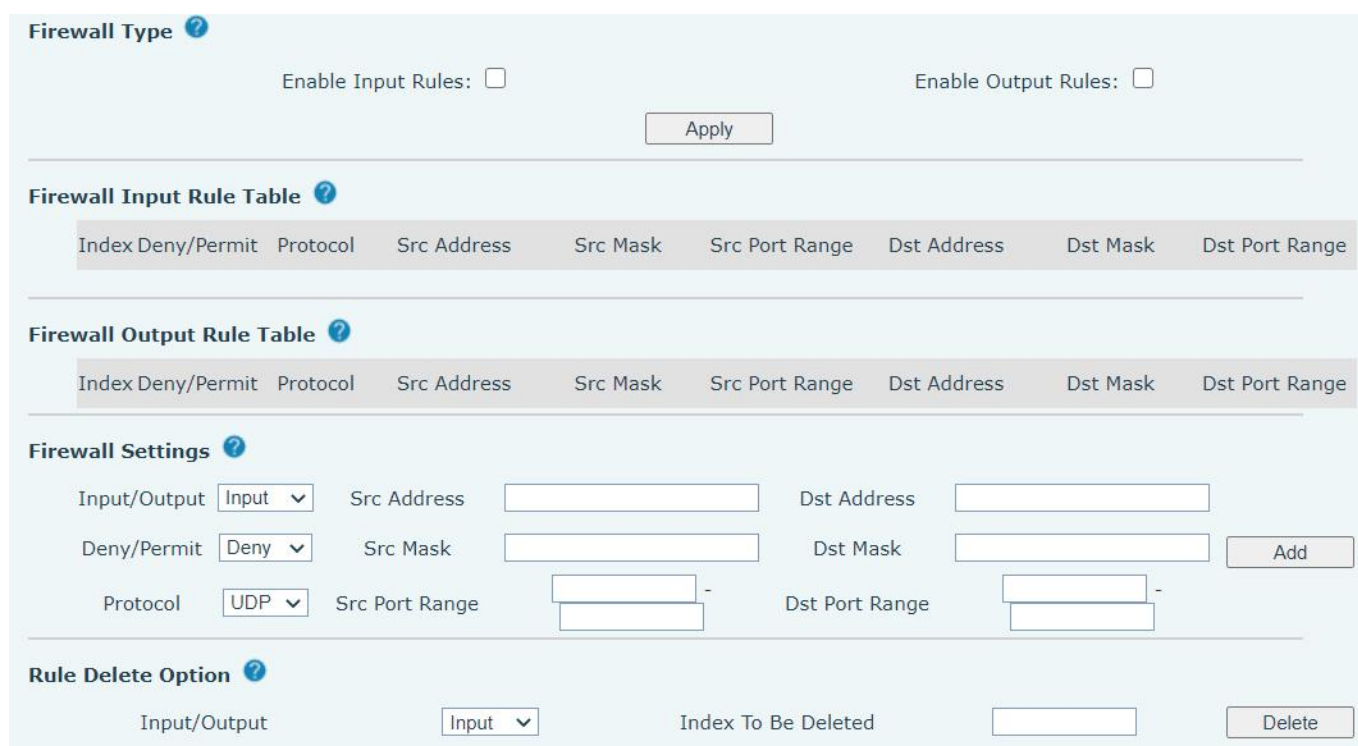 Firewall Type ?
Enable Input Rules: Enable Output Rules:
Apply
Firewall Input Rule Table ?
Index Deny/Permit Protocol Src Address Src Mask Src Port Range Dst Address Dst Mask Dst Port Range
Firewall Output Rule Table ?
Index Deny/Permit Protocol Src Address Src Mask Src Port Range Dst Address Dst Mask Dst Port Range
Firewall Settings ?
Input/Output Input Src Address Dst Address
Deny/Permit Deny Src Mask Dst Mask Add
Protocol UDP Src Port Range - Dst Port Range -
Rule Delete Option ?
Input/Output Input Index To Be Deleted Delete